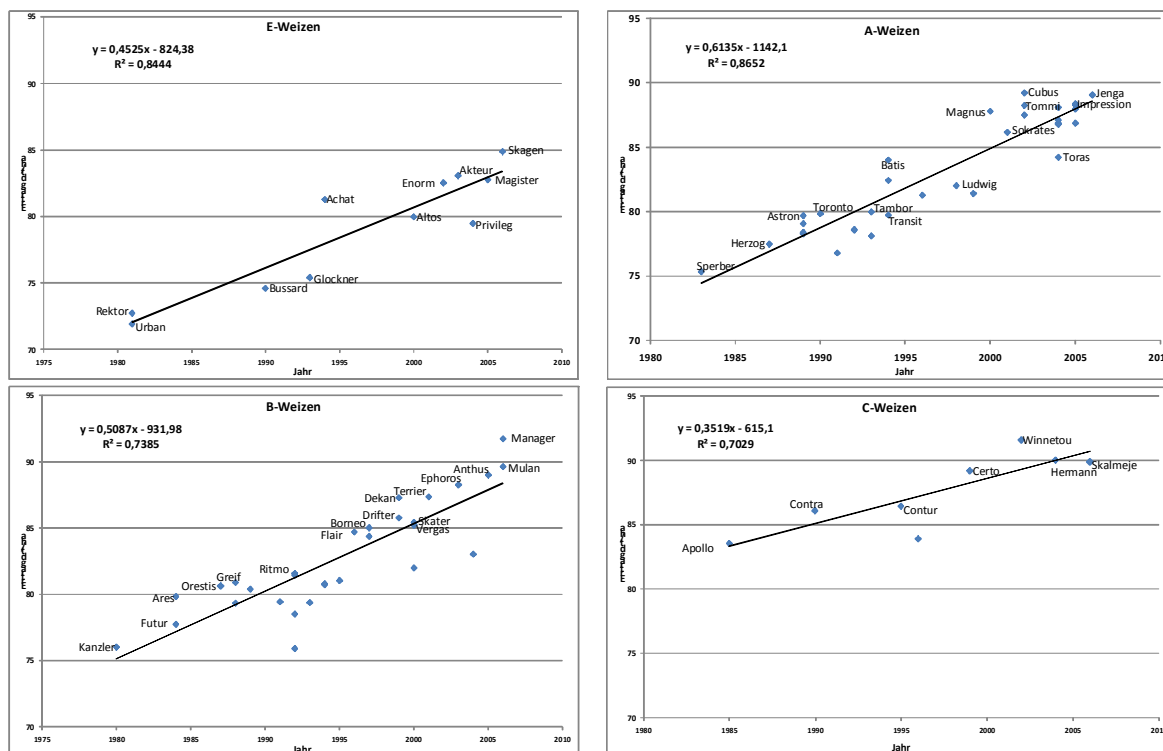 E-Weizen
y = 0,4525x - 824,38
R² = 0,8444
95
90
85
80
75
70
Skagen
Akteur
Enorm
Magister
Achat
Altos
Privileg
Glockner
Bussard
Rektor
Urban
1975 1980 1985 1990 1995 2000 2005 2010
Jahr
A-Weizen
y = 0,6135x - 1142,1
R² = 0,8652
95
90
85
80
75
70
Cubus
Jenga
Magnus
Tommi
Impression
Sokrates
Batis
Toras
Ludwig
Toronto
Tambor
Astron
Transit
Herzog
Sperber
1980 1985 1990 1995 2000 2005
Jahr
B-Weizen
y = 0,5087x - 931,98
R² = 0,7385
95
90
85
80
75
70
Manager
Anthus
Mulan
Ephoros
Terrier
Dekan
Drifter
Skater
Borneo
Vergas
Flair
Ritmo
Greif
Orestis
Ares
Futur
Kanzler
1975 1980 1985 1990 1995 2000 2005 2010
Jahr
C-Weizen
y = 0,3519x - 615,1
R² = 0,7029
95
90
85
80
75
70
Winnetou
Certo
Hermann
Skalmeje
Contra
Contur
Apollo
1980 1985 1990 1995 2000 2005
Jahr